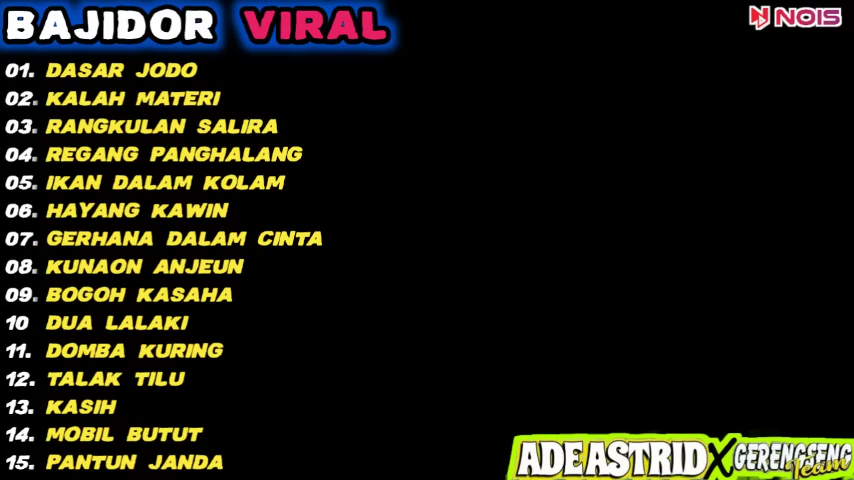 BAJIDOR VIRAL
NOIS
01. DASAR JODO
02. KALAH MATERI
03. RANGKULAN SALIRA
04. REGANG PANGHALANG
05. IKAN DALAM KOLAM
06. HAYANG KAWIN
07. GERHANA DALAM CINTA
08. KUNAON ANJEUN
09. BOGOH KASAHA
10 DUA LALAKI
11. DOMBA KURING
12. TALAK TILU
13. KASIH
14. MOBIL BUTUT
15. PANTUN JANDA
ADE ASTRID X GERENGSENG Team